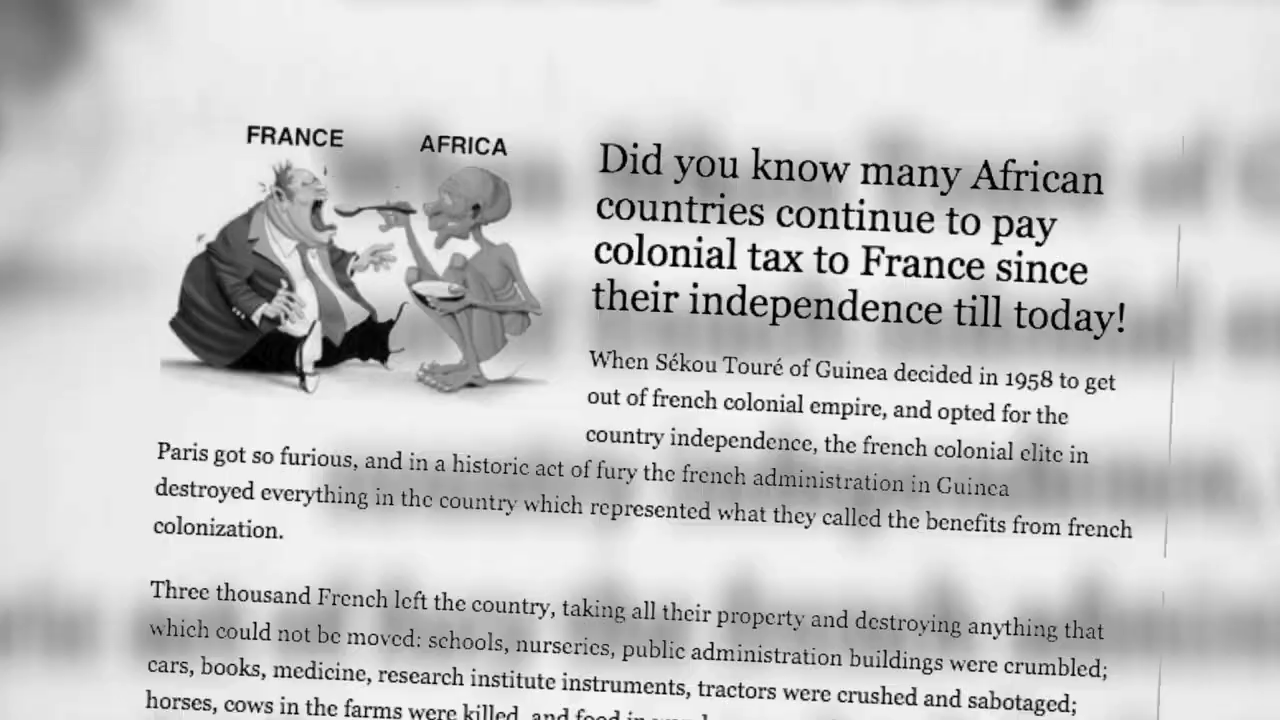 FRANCE
AFRICA
Did you know many African
countries continue to pay
colonial tax to France since
their independence till today!
When Sékou Touré of Guinea decided in 1958 to get
out of french colonial empire, and opted for the
country independence, the french colonial elite in
Paris got so furious, and in a historic act of fury the french administration in Guinea
destroyed everything in the country which represented what they called the benefits from french
colonization.
Three thousand French left the country, taking all their property and destroying anything that
which could not be moved: schools, nurseries, public administration buildings were crumbled;
cars, books, medicine, research institute instruments, tractors were crushed and sabotaged;
horses, cows in the farms were killed, and food in